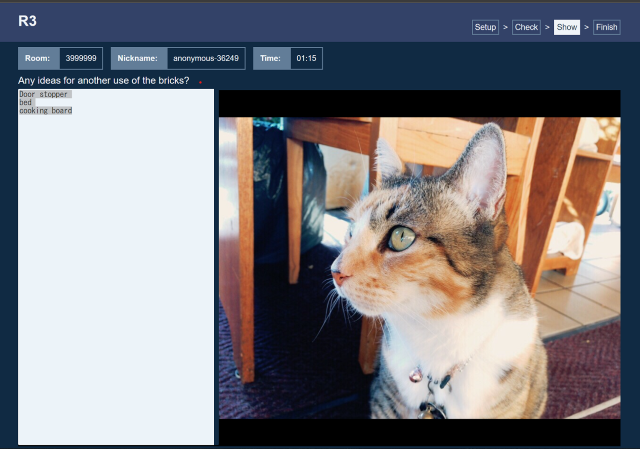 R3
Setup > Check > Show > Finish
Room: 3999999 Nickname: anonymous-36249 Time: 01:15
Any ideas for another use of the bricks?
Door stopper
bed
cooking board